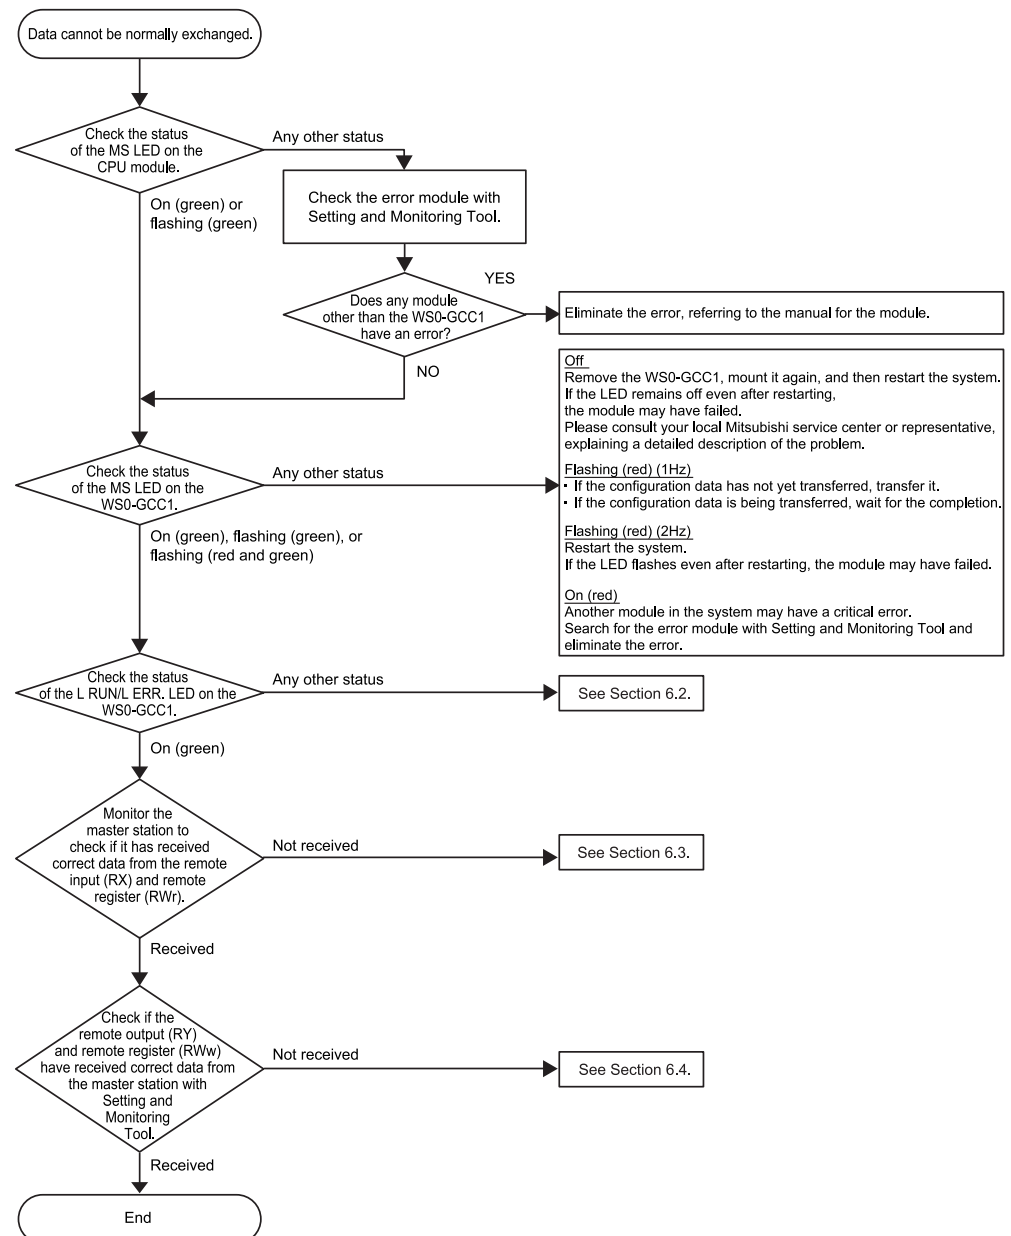 Data cannot be normally exchanged.
Check the status
of the MS LED on the
CPU module.
Any other status
On (green) or
flashing (green)
Check the error module with
Setting and Monitoring Tool.
YES
Does any module
other than the WS0-GCC1
have an error?
Eliminate the error, referring to the manual for the module.
NO
Off
Remove the WS0-GCC1, mount it again, and then restart the system.
If the LED remains off even after restarting,
the module may have failed.
Please consult your local Mitsubishi service center or representative,
explaining a detailed description of the problem.
Flashing (red) (1Hz)
· If the configuration data has not yet transferred, transfer it.
· If the configuration data is being transferred, wait for the completion.
Flashing (red) (2Hz)
Restart the system.
If the LED flashes even after restarting, the module may have failed.
On (red)
Another module in the system may have a critical error.
Search for the error module with Setting and Monitoring Tool and
eliminate the error.
Check the status
of the MS LED on the
WS0-GCC1.
Any other status
On (green), flashing (green), or
flashing (red and green)
Check the status
of the L RUN/L ERR. LED on the
WS0-GCC1.
Any other status
See Section 6.2.
On (green)
Monitor the
master station to
check if it has received
correct data from the remote
input (RX) and remote
register (RWr).
Not received
See Section 6.3.
Received
Check if the
remote output (RY)
and remote register (RWw)
have received correct data from
the master station with
Setting and
Monitoring
Tool.
Not received
See Section 6.4.
Received
End